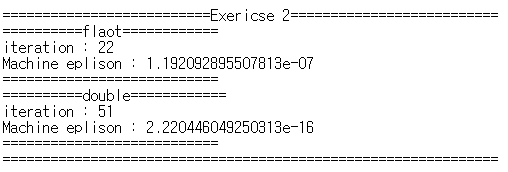 ==========================Exericse 2==========================
==========flaot============
iteration : 22
Machine eplison : 1.192092895507813e-07
===========================
==========double============
iteration : 51
Machine eplison : 2.220446049250313e-16
===========================
==============================================================